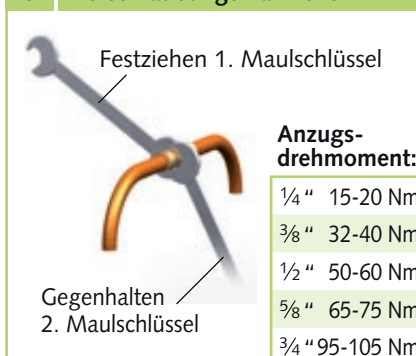 Festziehen 1. Maulschlüssel
Anzugs-
drehmoment:
¼ " 15-20 Nm
⅜ " 32-40 Nm
½ " 50-60 Nm
⅝ " 65-75 Nm
¾ " 95-105 Nm
Gegenhalten
2. Maulschlüssel